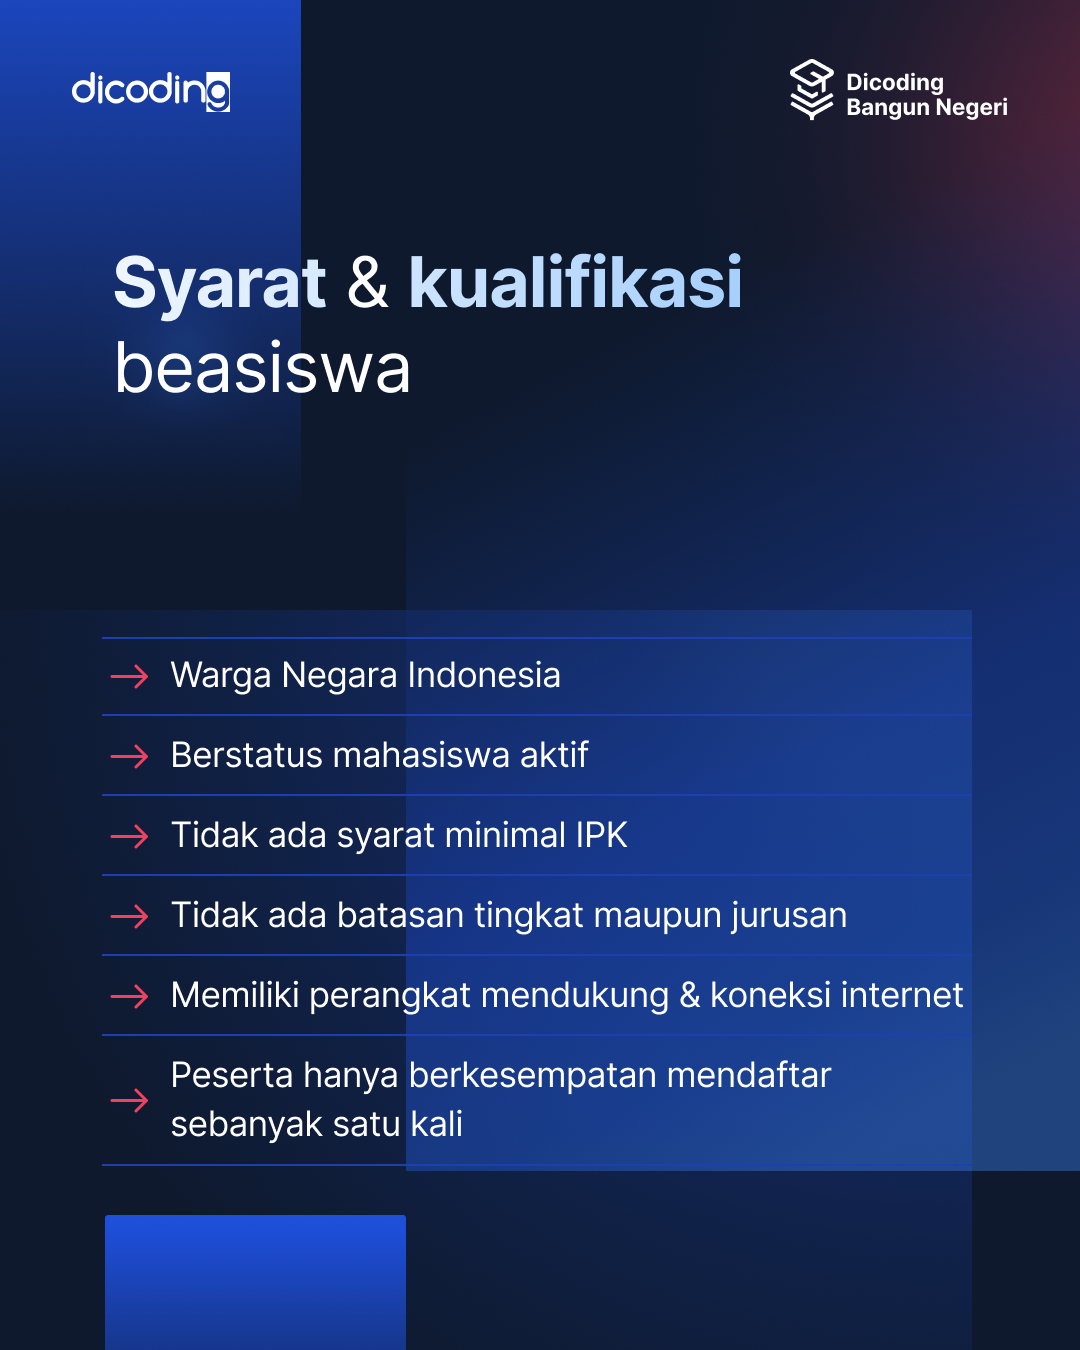 dicoding
Dicoding
Bangun Negeri
Syarat & kualifikasi
beasiswa
Warga Negara Indonesia
Berstatus mahasiswa aktif
Tidak ada syarat minimal IPK
Tidak ada batasan tingkat maupun jurusan
Memiliki perangkat mendukung & koneksi internet
Peserta hanya berkesempatan mendaftar
sebanyak satu kali